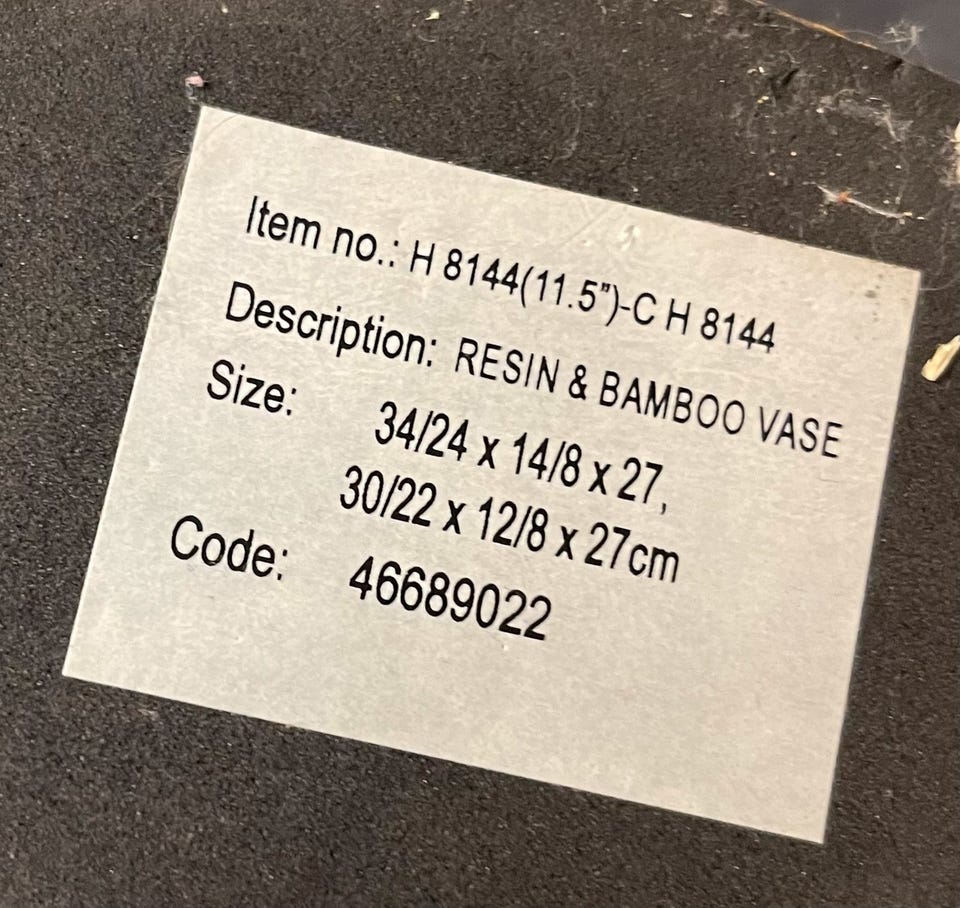 Item no.: H 8144(11.5")-C H 8144
Description: RESIN & BAMBOO VASE
Size: 34/24 x 14/8 x 27,
30/22 x 12/8 x 27cm
Code: 46689022